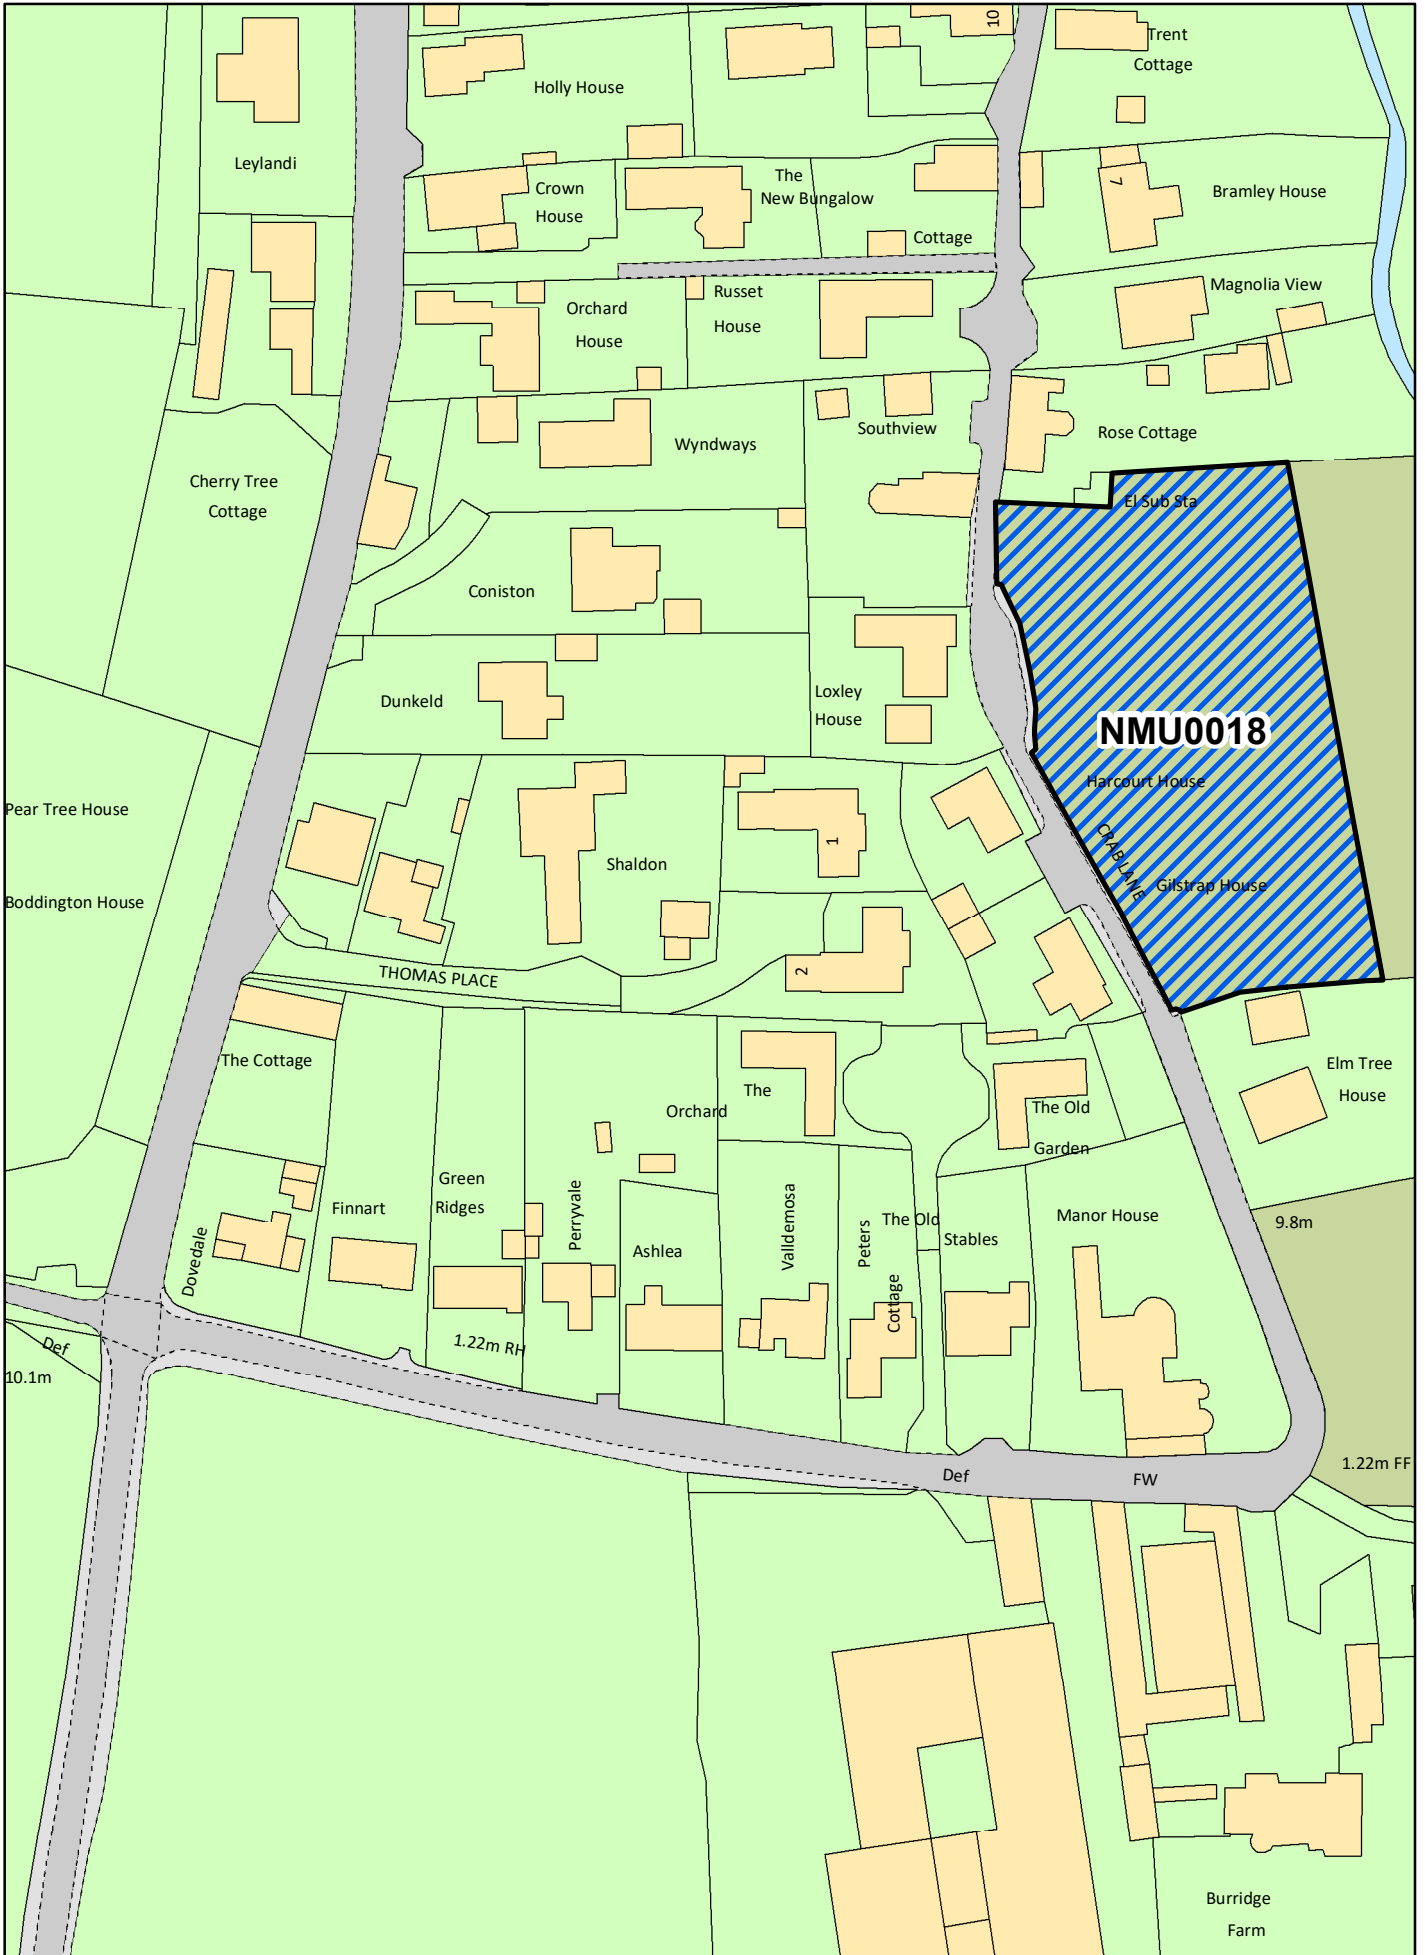 10
Trent
Cottage
Holly House
Leylandi
Crown
House
The
New Bungalow
7
Bramley House
Cottage
Orchard
House
Russet
House
Magnolia View
Southview
Rose Cottage
Wyndways
Cherry Tree
Cottage
El Sub Sta
Coniston
Dunkeld
Loxley
House
NMU0018
Harcourt House
Pear Tree House
CRAB LANE
1
Shaldon
Gilstrap House
Boddington House
THOMAS PLACE
2
The Cottage
The
Orchard
The Old
Garden
Elm Tree
House
Green
Ridges
Finnart
Perryvale
Valldemosa
Peters
Cottage
The Old
Stables
Manor House
9.8m
Dovedale
Ashlea
Def
10.1m
1.22m RH
Def
FW
1.22m FF
Burridge
Farm